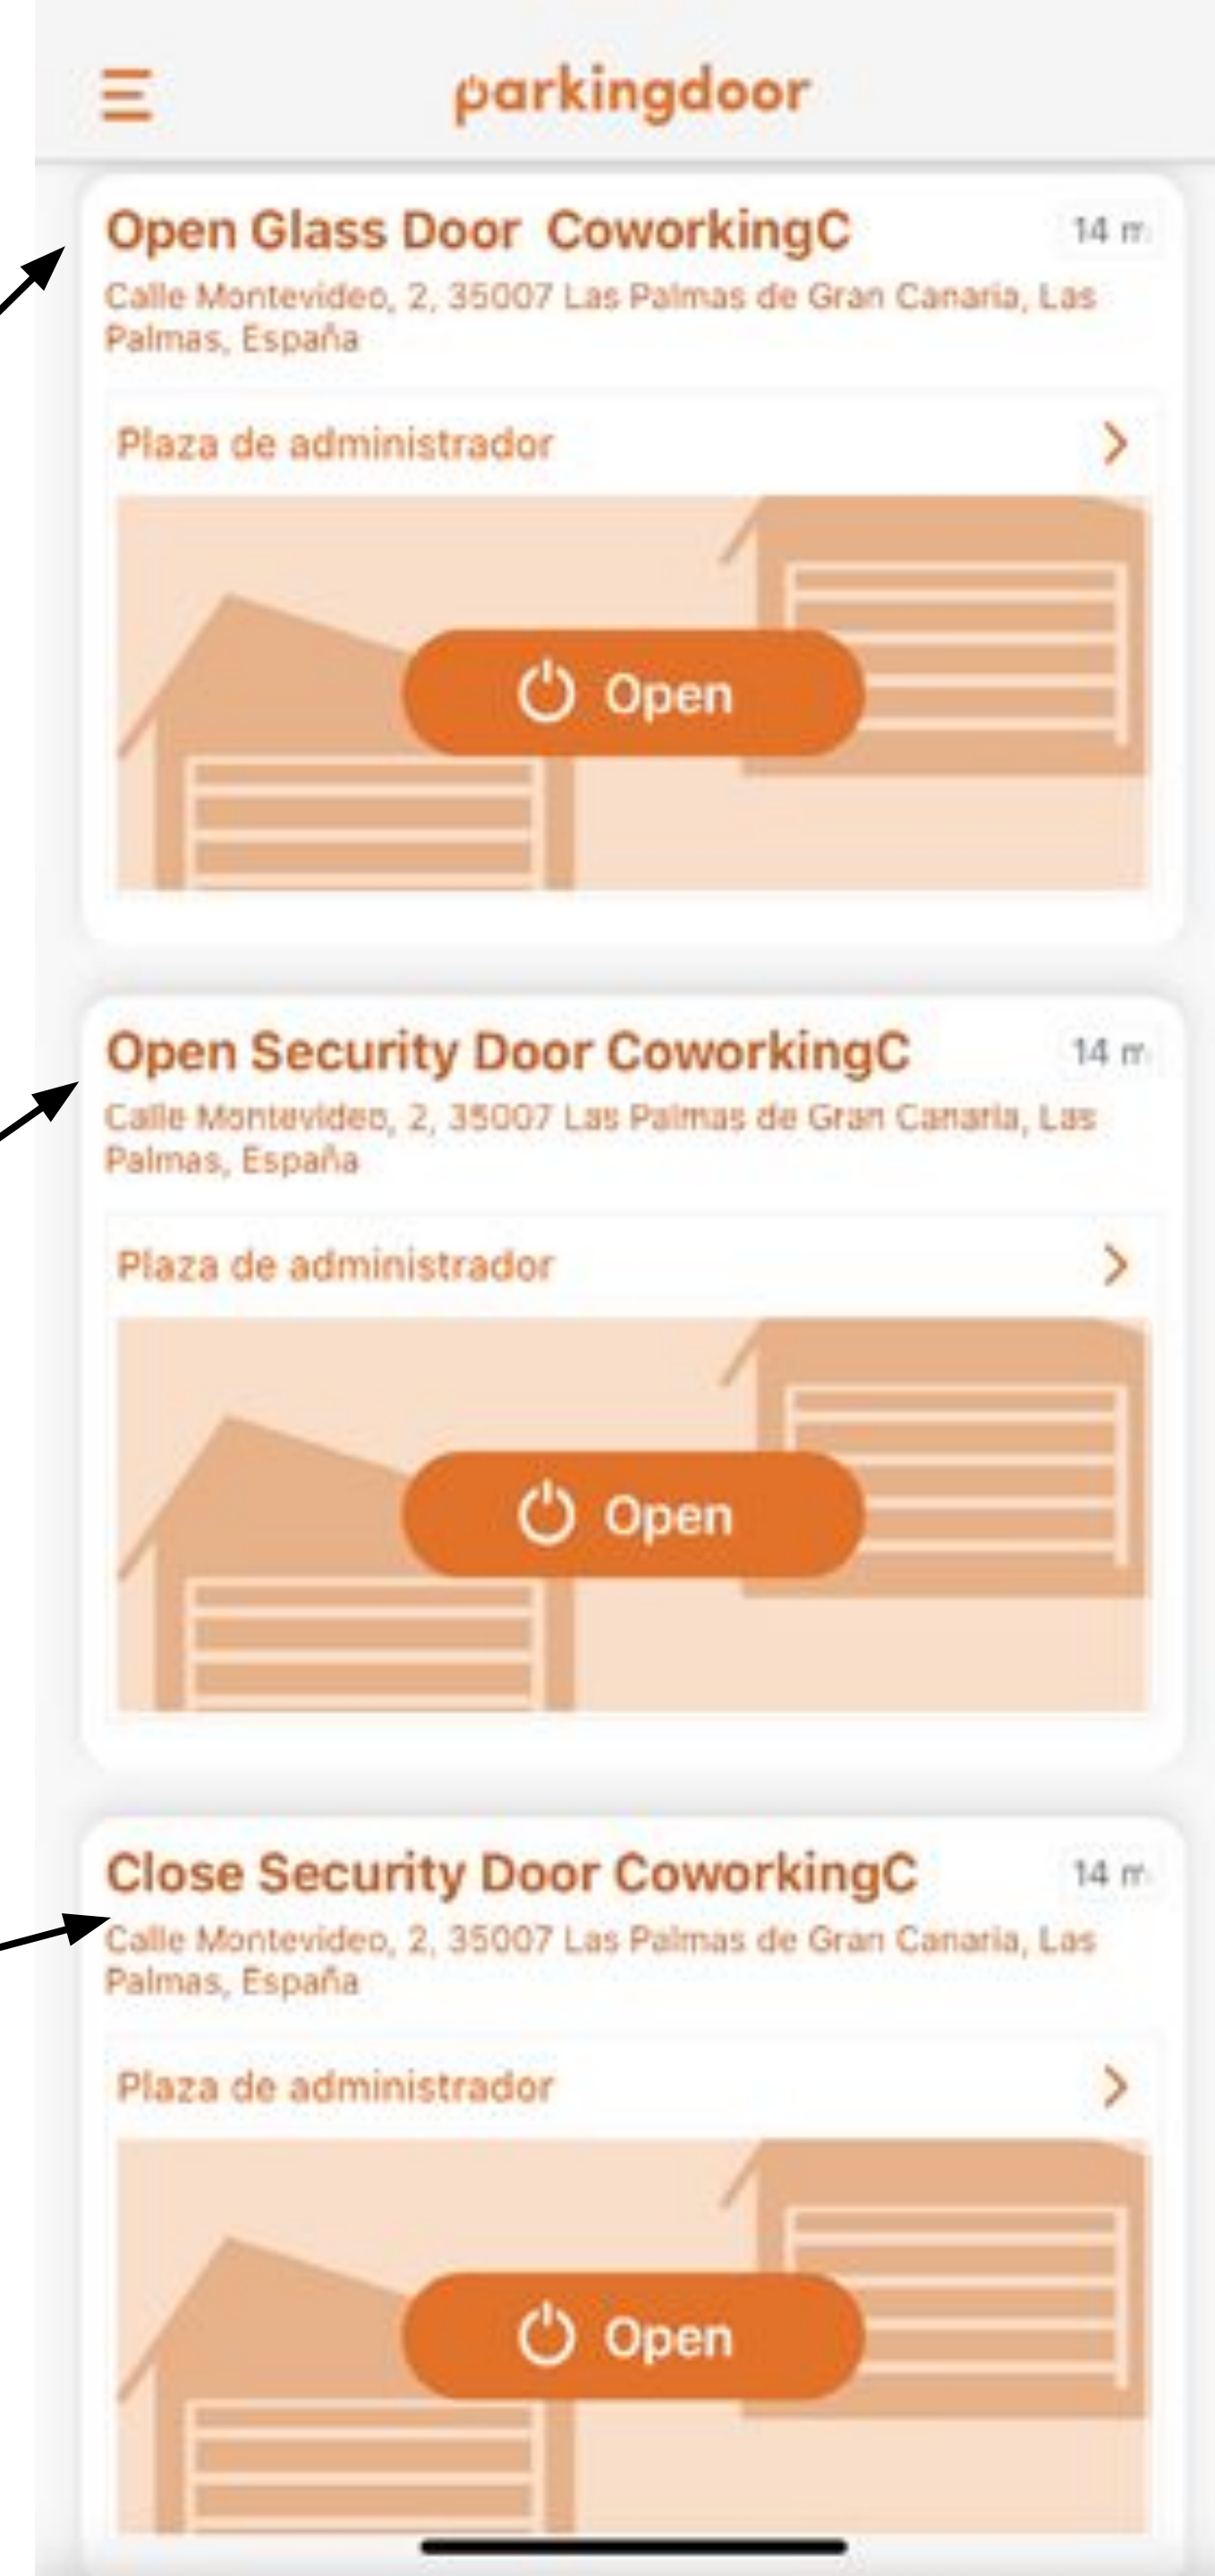 parkingdoor
Open Glass Door CoworkingC
14 m
Calle Montevideo, 2, 35007 Las Palmas de Gran Canaria, Las
Palmas, España
Plaza de administrador
Open
Open Security Door CoworkingC
14 m
Calle Montevideo, 2, 35007 Las Palmas de Gran Canaria, Las
Palmas, España
Plaza de administrador
Open
Close Security Door CoworkingC
14 m
Calle Montevideo, 2, 35007 Las Palmas de Gran Canaria, Las
Palmas, España
Plaza de administrador
Open